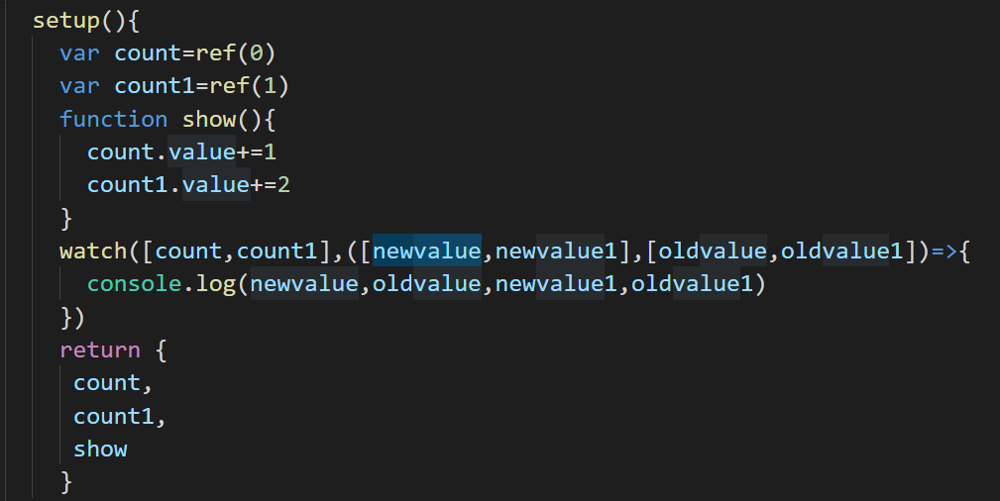 setup(){
var count=ref(0)
var count1=ref(1)
function show(){
count.value+=1
count1.value+=2
}
watch([count,count1],([newvalue,newvalue1],[oldvalue,oldvalue1])=>{
console.log(newvalue,oldvalue,newvalue1,oldvalue1)
})
return {
count,
count1,
show
}